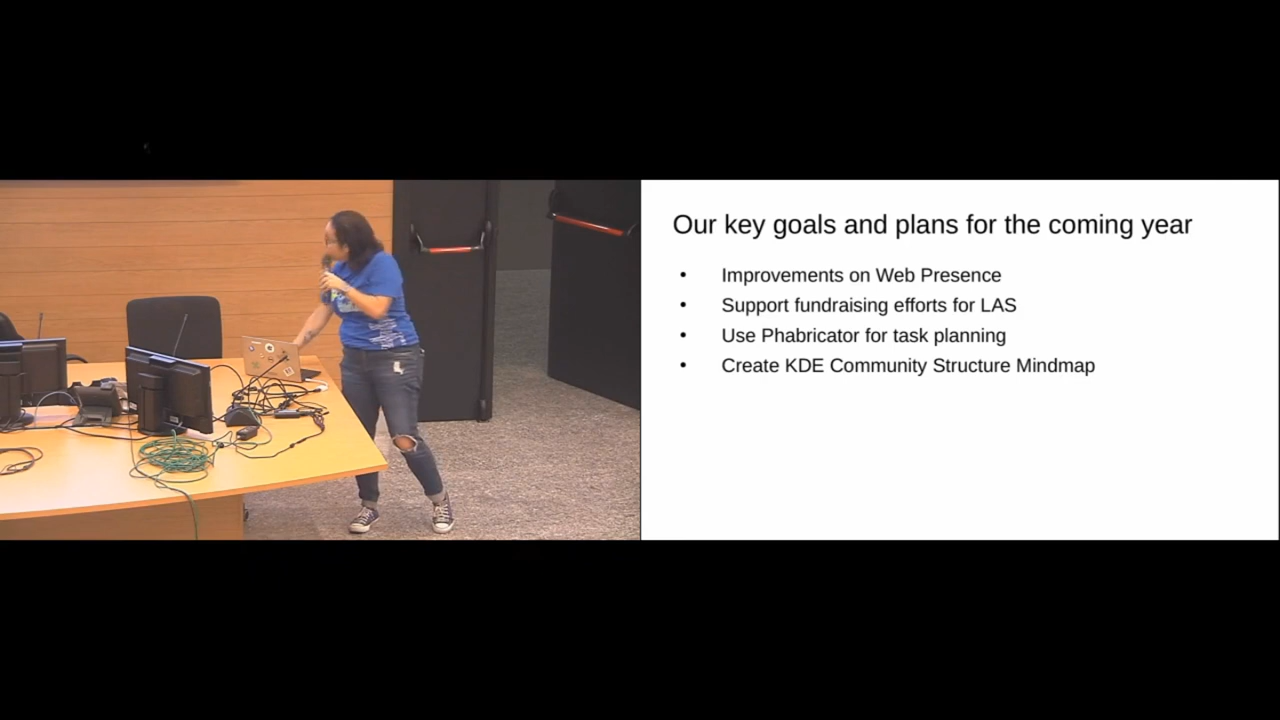 Our key goals and plans for the coming year
• Improvements on Web Presence
• Support fundraising efforts for LAS
• Use Phabricator for task planning
• Create KDE Community Structure Mindmap